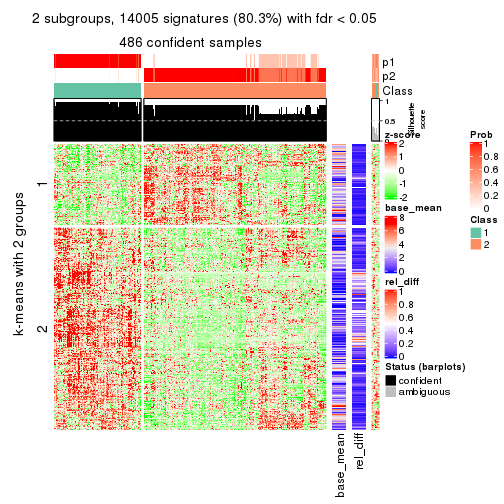 2 subgroups, 14005 signatures (80.3%) with fdr < 0.05
486 confident samples
p1
p2
Class
1
0.5
0
Silhouette
score
k-means with 2 groups
1
2
base_mean
rel_diff
z-score
2
1
0
-1
-2
base_mean
8
6
4
2
0
rel_diff
1
0.8
0.6
0.4
0.2
0
Status (barplots)
confident
ambiguous
Prob
1
0.8
0.6
0.4
0.2
0
Class
1
2